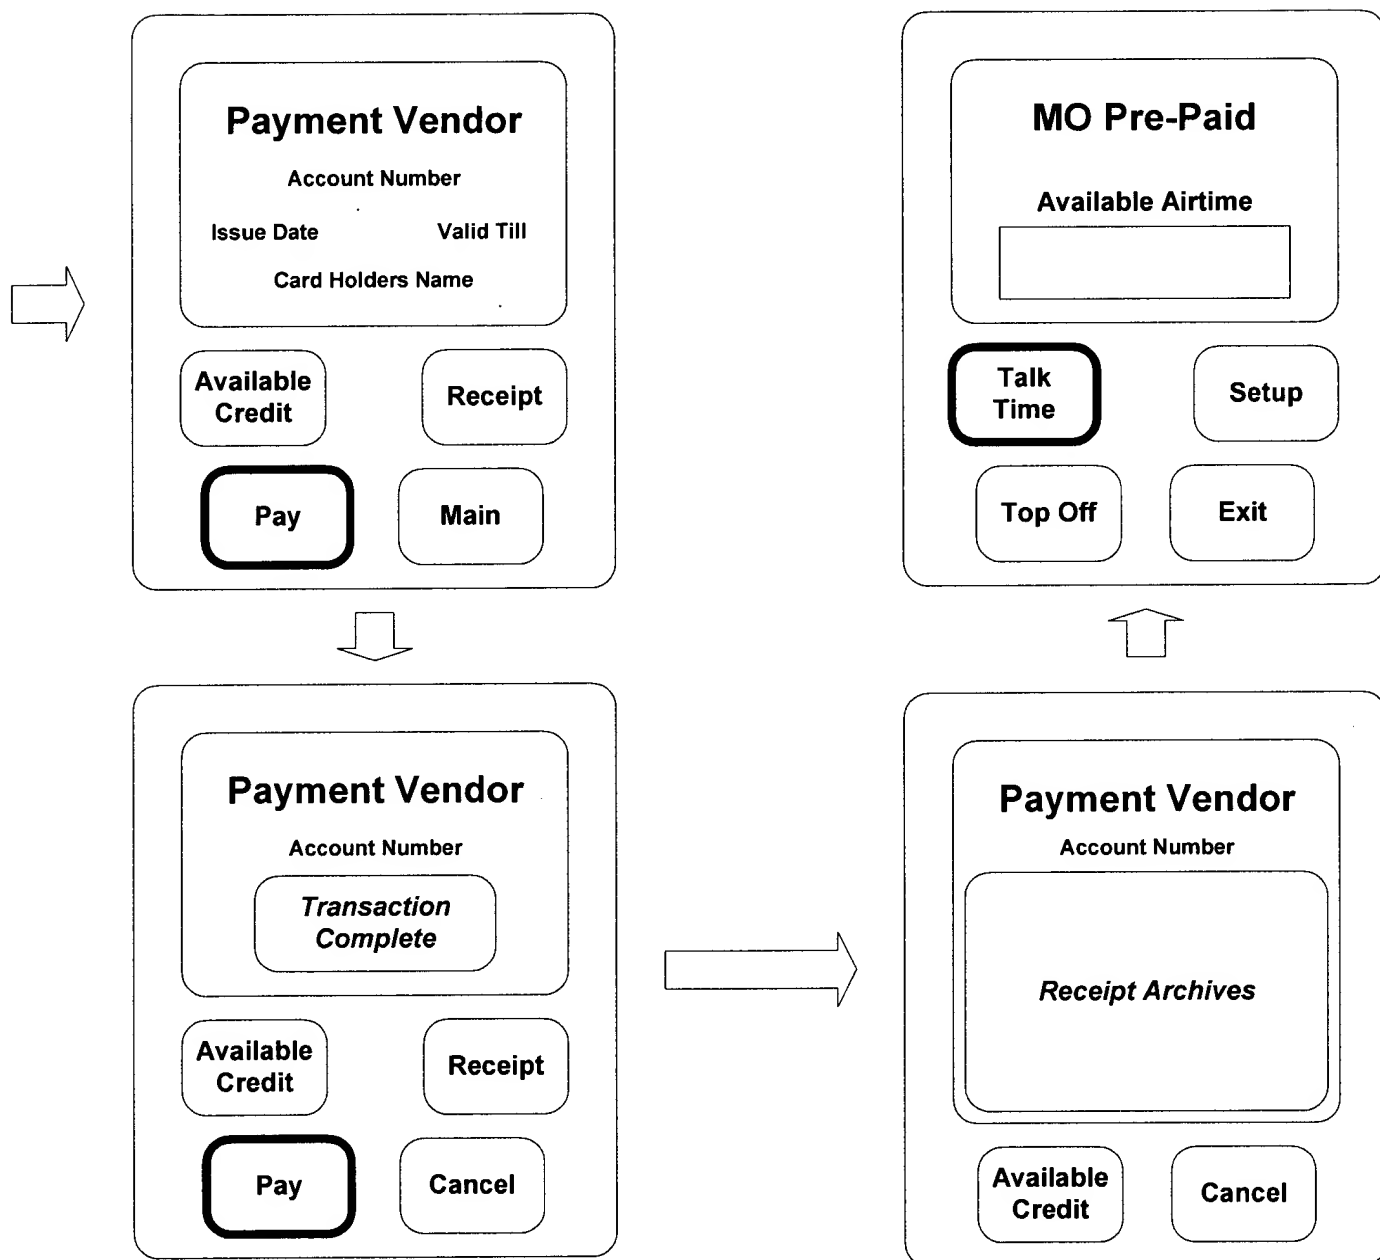 Payment Vendor
Account Number
Issue Date
Valid Till
Card Holders Name
Available
Credit
Receipt
Pay
Main
Payment Vendor
Account Number
Transaction
Complete
Available
Credit
Receipt
Pay
Cancel
Payment Vendor
Account Number
Receipt Archives
Available
Credit
Cancel
MO Pre-Paid
Available Airtime
Talk
Time
Setup
Top Off
Exit